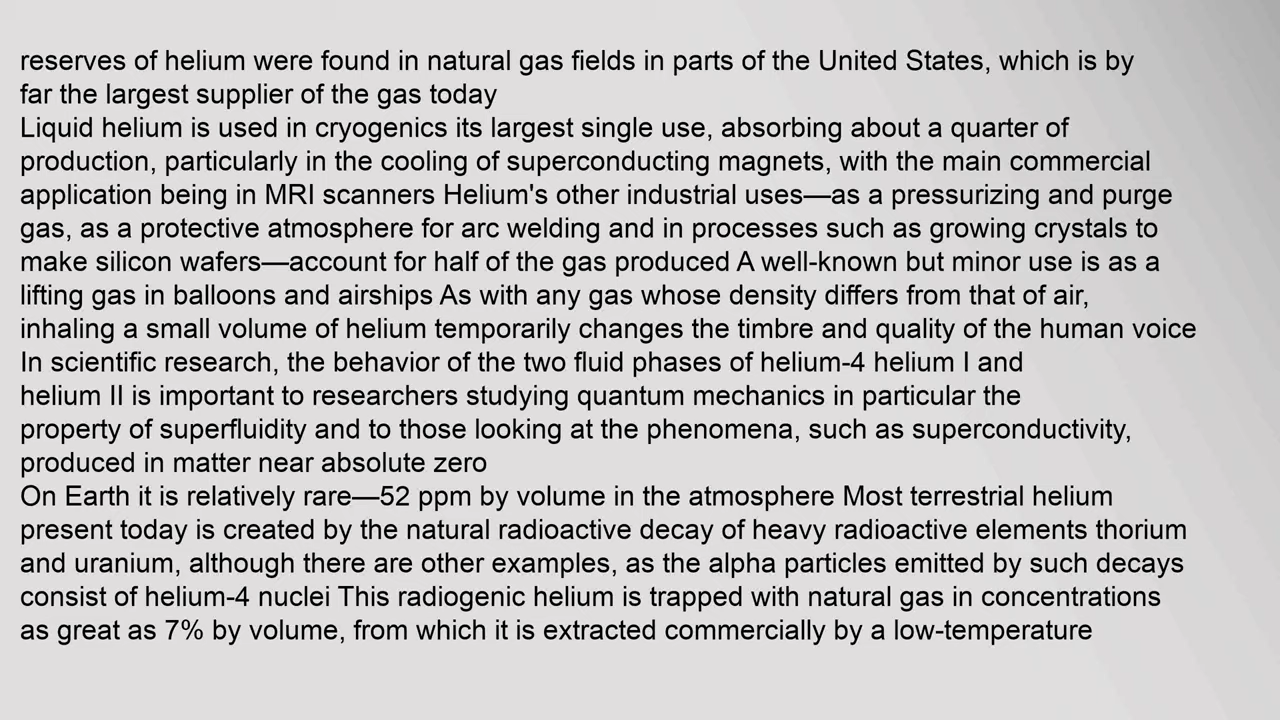 reserves of helium were found in natural gas fields in parts of the United States, which is by
far the largest supplier of the gas today
Liquid helium is used in cryogenics its largest single use, absorbing about a quarter of
production, particularly in the cooling of superconducting magnets, with the main commercial
application being in MRI scanners Helium's other industrial uses—as a pressurizing and purge
gas, as a protective atmosphere for arc welding and in processes such as growing crystals to
make silicon wafers—account for half of the gas produced A well-known but minor use is as a
lifting gas in balloons and airships As with any gas whose density differs from that of air,
inhaling a small volume of helium temporarily changes the timbre and quality of the human voice
In scientific research, the behavior of the two fluid phases of helium-4 helium I and
helium II is important to researchers studying quantum mechanics in particular the
property of superfluidity and to those looking at the phenomena, such as superconductivity,
produced in matter near absolute zero
On Earth it is relatively rare—52 ppm by volume in the atmosphere Most terrestrial helium
present today is created by the natural radioactive decay of heavy radioactive elements thorium
and uranium, although there are other examples, as the alpha particles emitted by such decays
consist of helium-4 nuclei This radiogenic helium is trapped with natural gas in concentrations
as great as 7% by volume, from which it is extracted commercially by a low-temperature